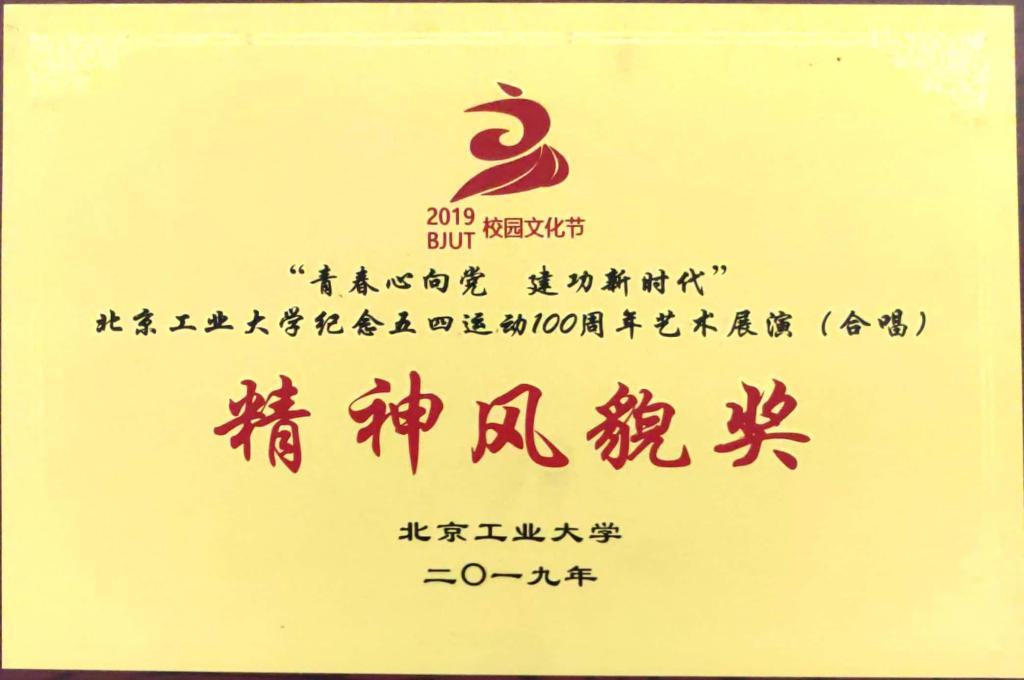 2019
BJUT 校园文化节
“青春心向党 建功新时代”
北京工业大学纪念五四运动100周年艺术展演（合唱）
精神风貌奖
北京工业大学
二〇一九年